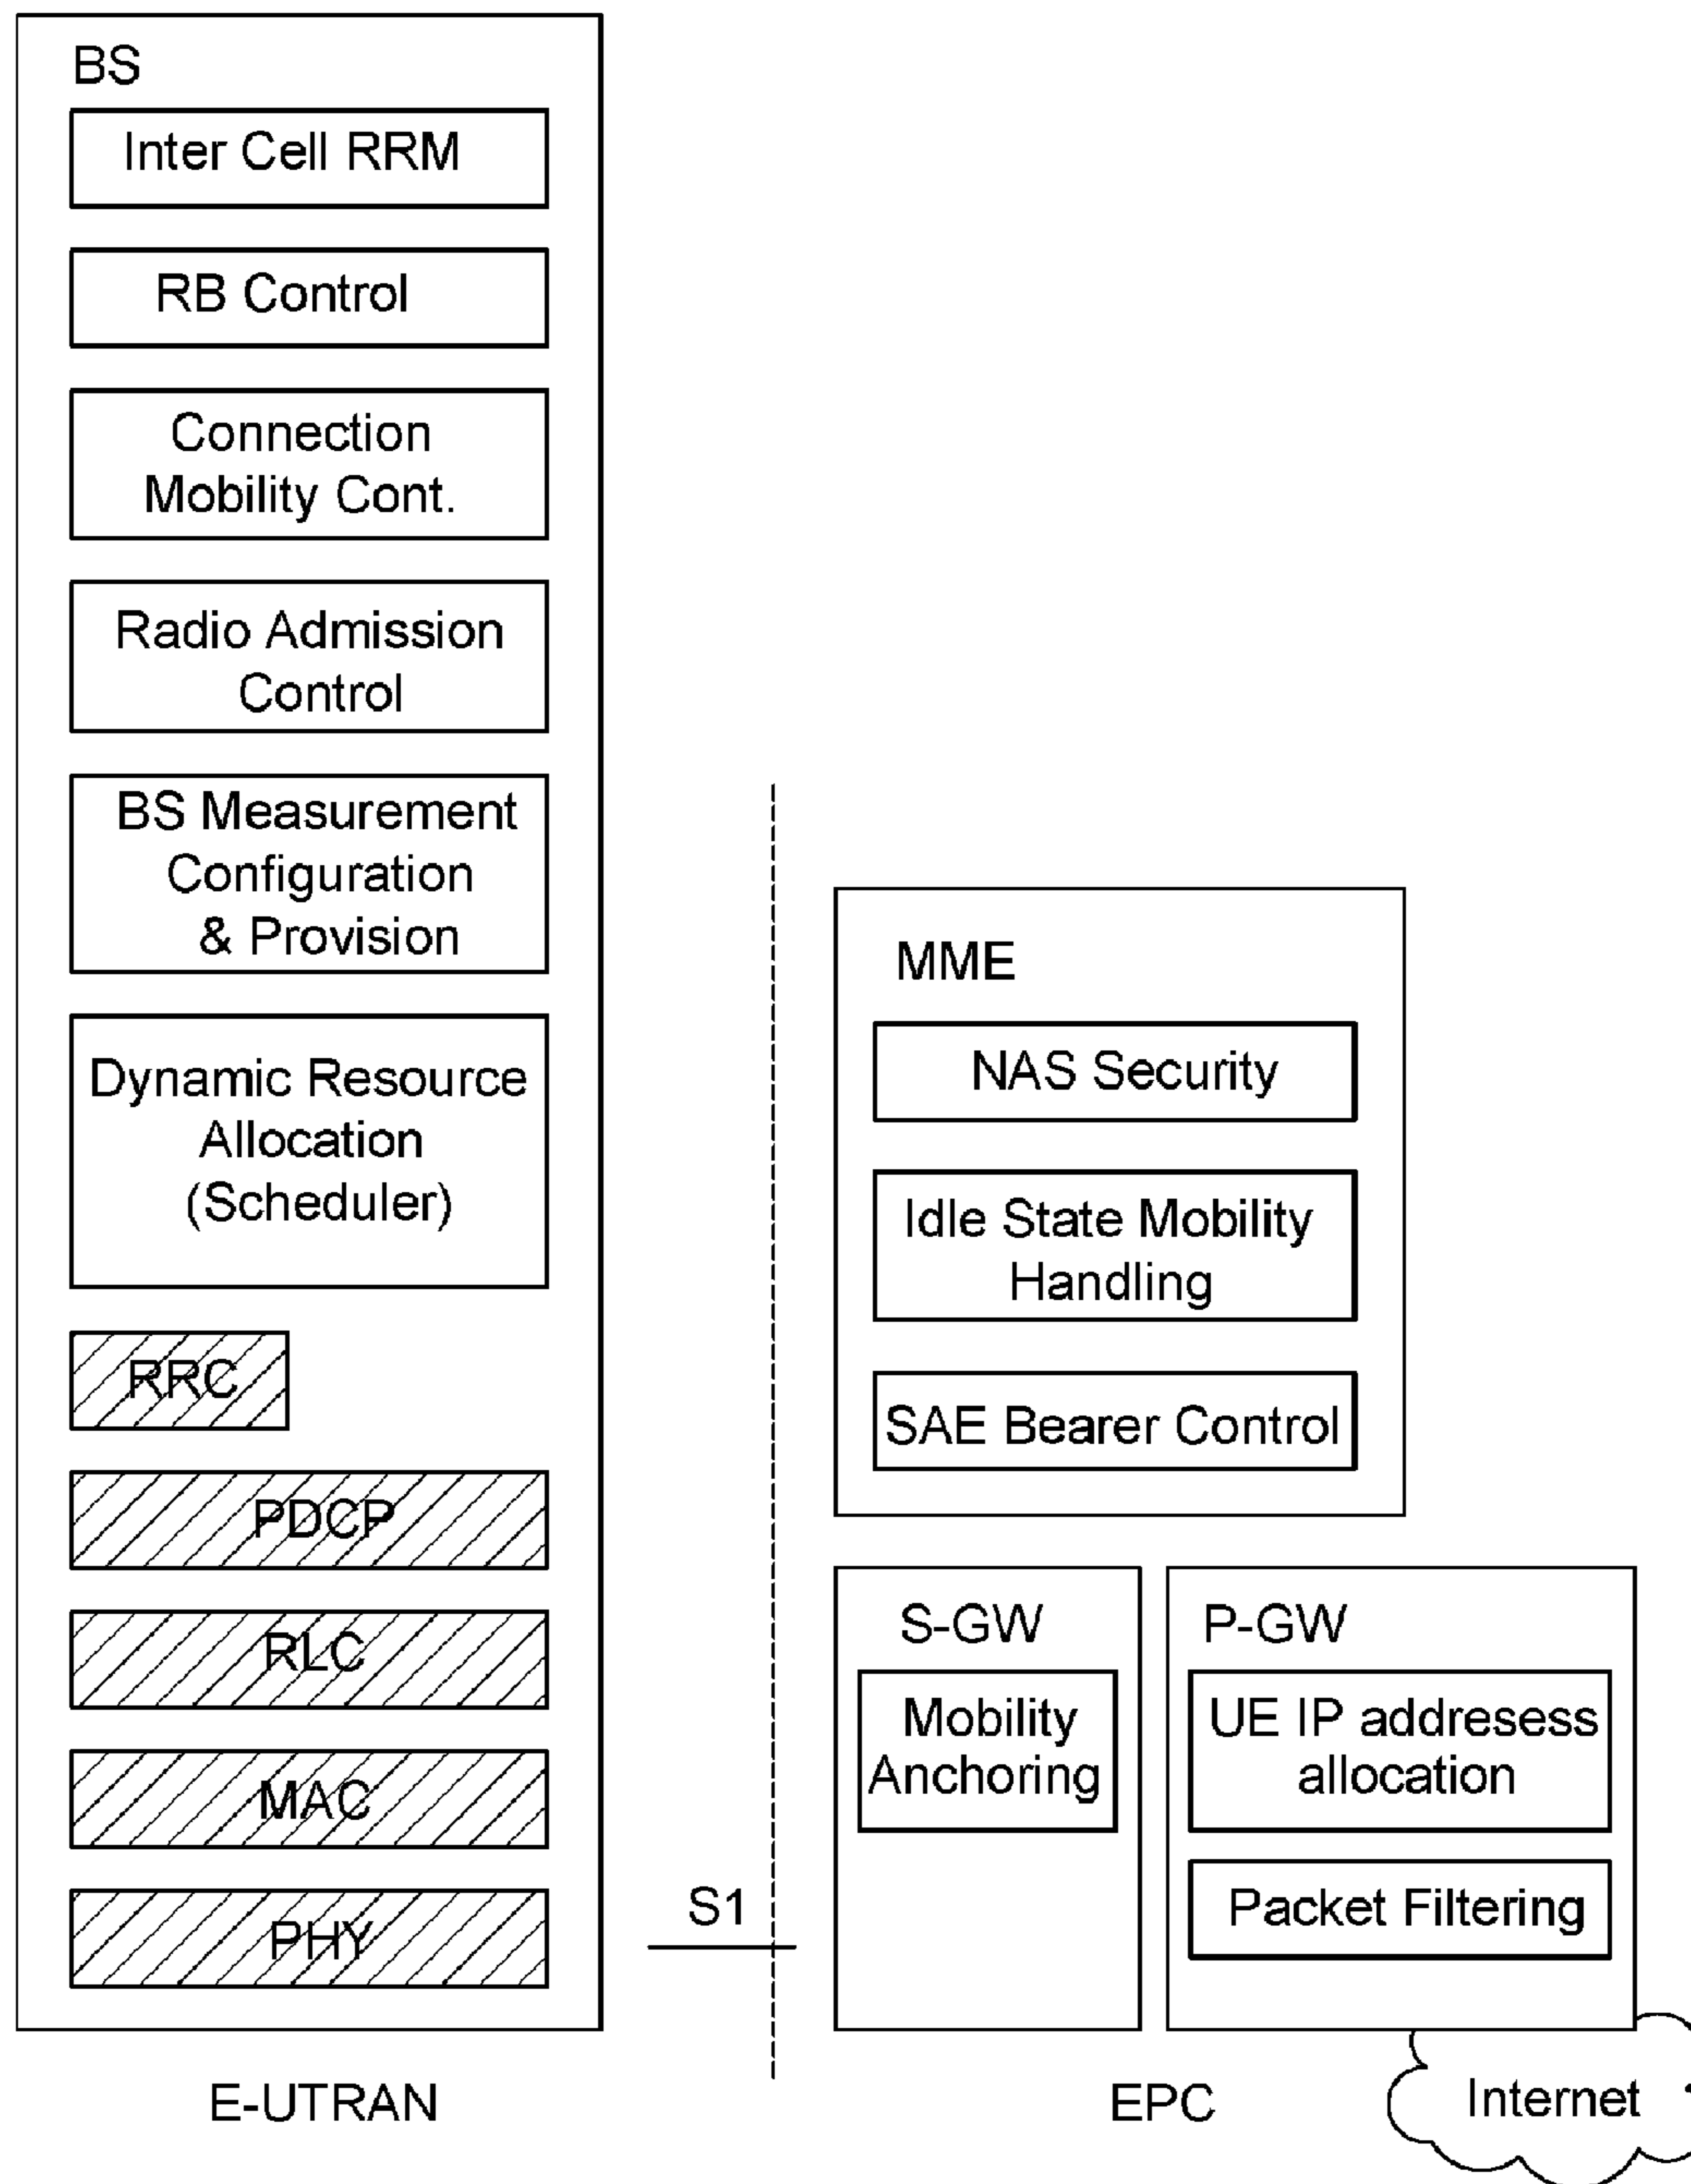 BS
Inter Cell RRM
RB Control
Connection
Mobility Cont.
Radio Admission
Control
BS Measurement
Configuration
& Provision
Dynamic Resource
Allocation
(Scheduler)
RRC
PDCP
RLC
MAC
PHY
E-UTRAN
S1
MME
NAS Security
Idle State Mobility
Handling
SAE Bearer Control
S-GW
Mobility
Anchoring
P-GW
UE IP addresess
allocation
Packet Filtering
EPC
Internet